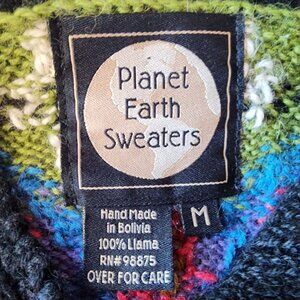 Planet
Earth
Sweaters
Hand Made
in Bolivia
100% Llama
RN# 98875
OVER FOR CARE
M